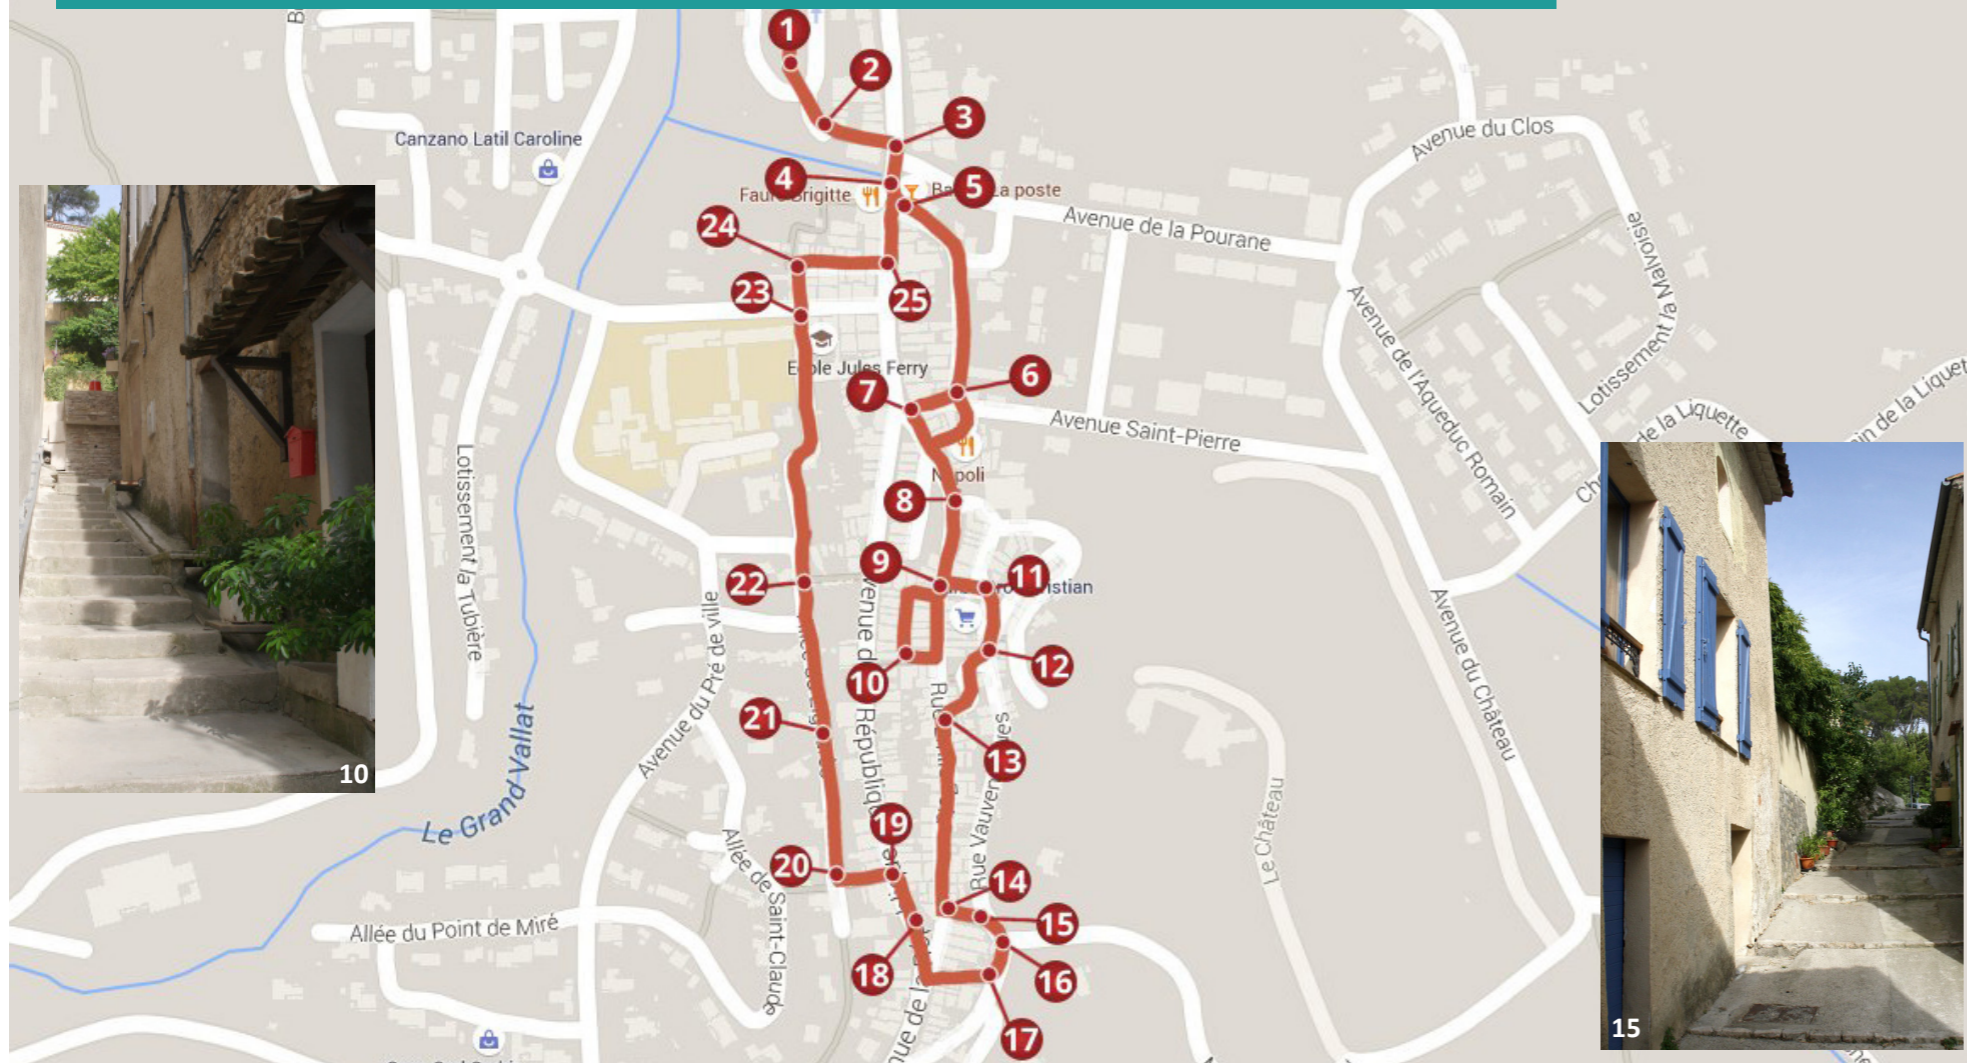 1
2
3
Avenue du Clos
Canzano Latil Caroline
4
5
Faure Brigitte
La poste
24
Avenue de la Pourane
Lotissement la Malvoisie
23
25
Ecole Jules Ferry
6
7
Avenue de l'Aqueduc Romain
de la Liquette
Avenue Saint-Pierre
Lotissement la Tubière
Napoli
8
9
11
22
10
12
Avenue du Pré de ville
21
13
10
Le Grand Vallat
Avenue du Château
Rue
République
Le Château
19
20
Rue Vauvenargues
14
15
Allée de Saint-Claude
Allée du Point de Miré
18
16
17
15